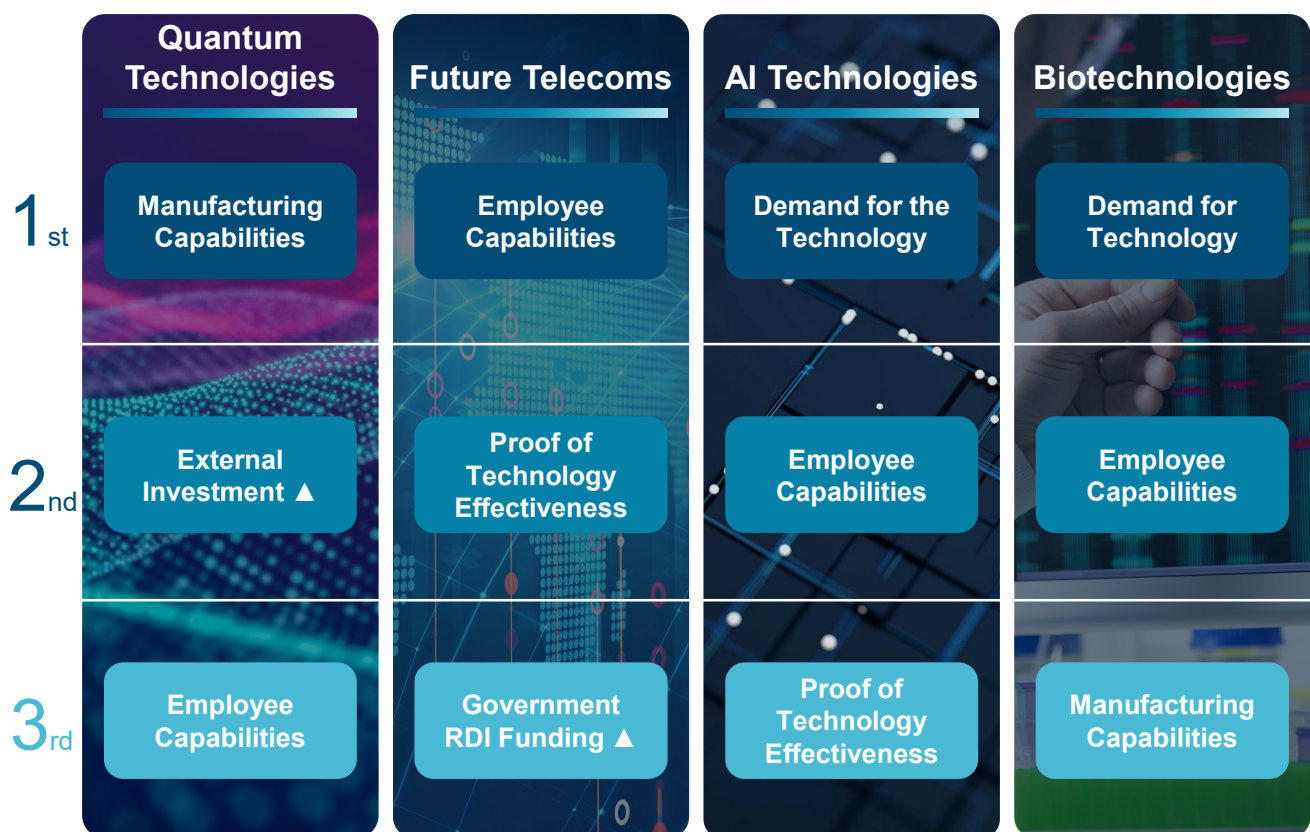 Quantum
Technologies
Future Telecoms
AI Technologies
Biotechnologies
1st
Manufacturing
Capabilities
Employee
Capabilities
Demand for the
Technology
Demand for
Technology
2nd
External
Investment ▲
Proof of
Technology
Effectiveness
Employee
Capabilities
Employee
Capabilities
3rd
Employee
Capabilities
Government
RDI Funding ▲
Proof of
Technology
Effectiveness
Manufacturing
Capabilities